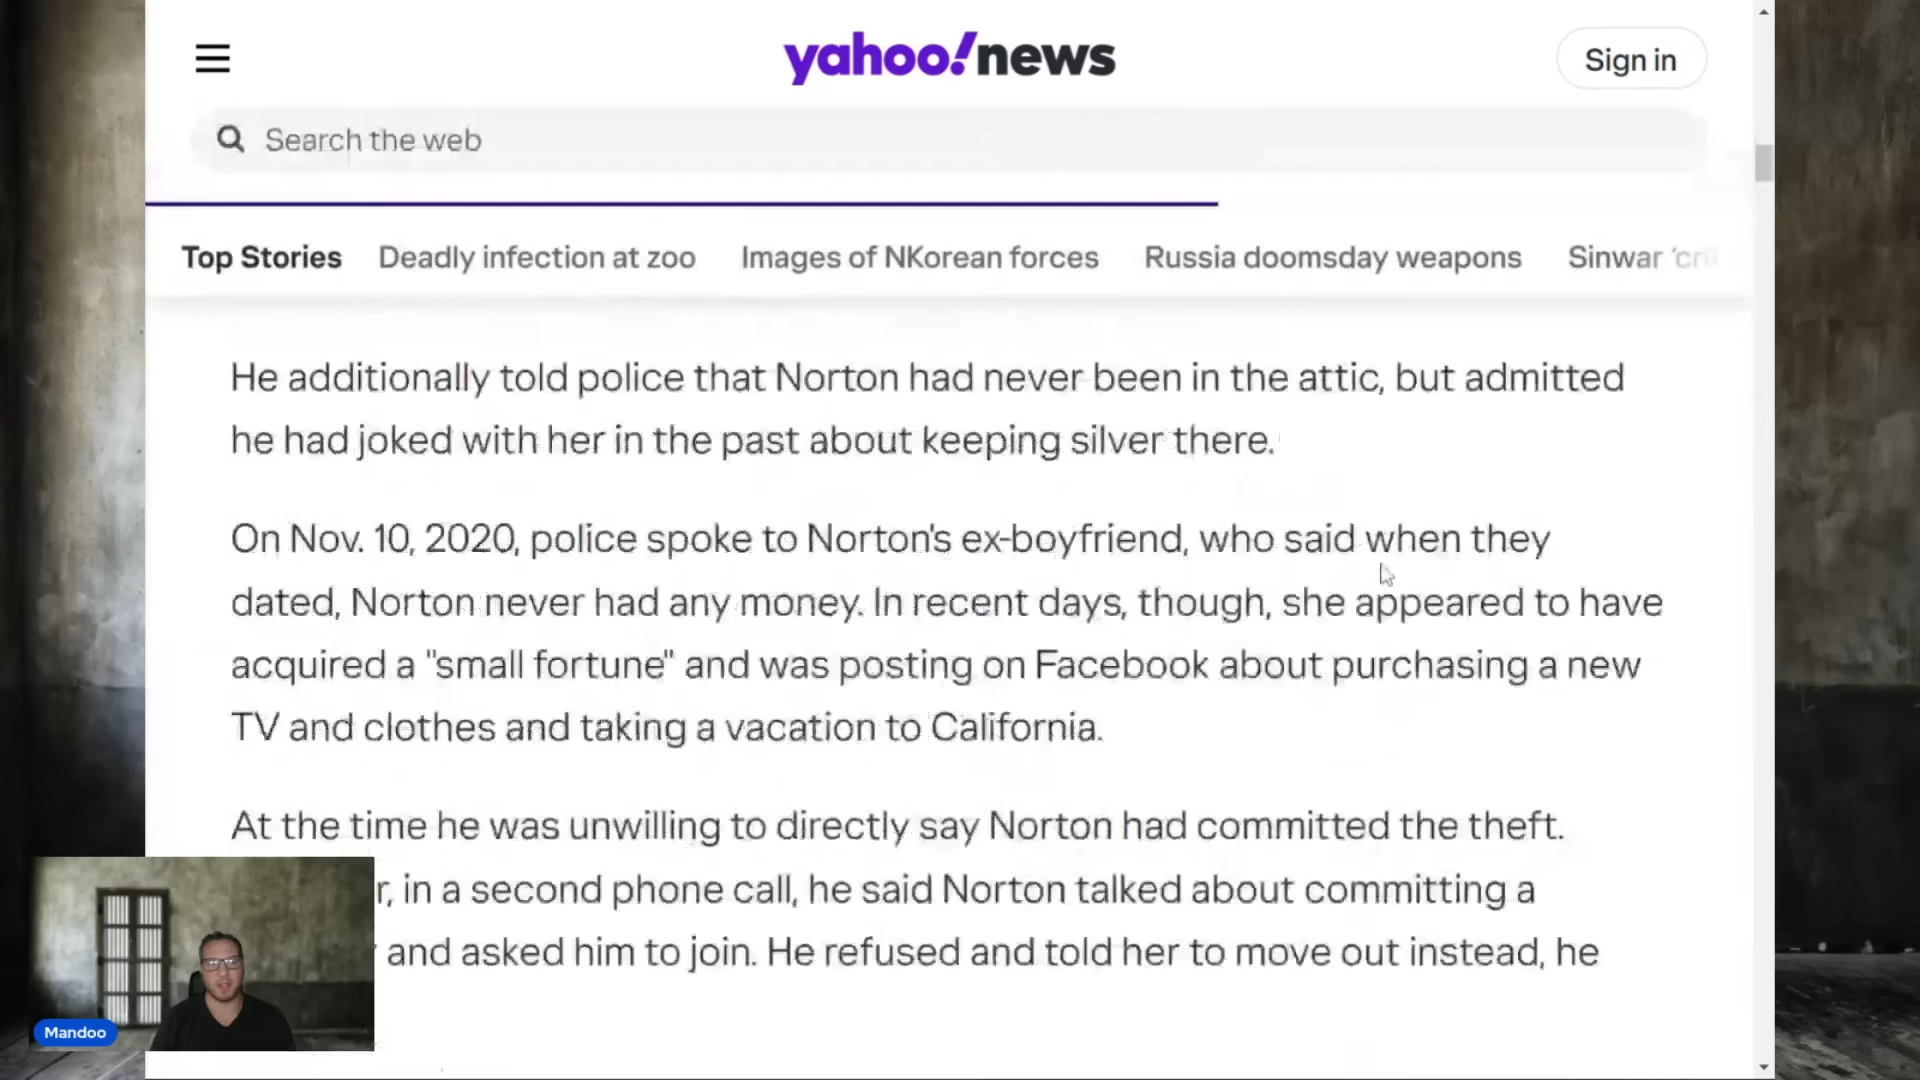 yahoo!news
Sign in
Search the web
Top Stories Deadly infection at zoo Images of NKorean forces Russia doomsday weapons Sinwar 'cri
He additionally told police that Norton had never been in the attic, but admitted
he had joked with her in the past about keeping silver there.
On Nov. 10, 2020, police spoke to Norton's ex-boyfriend, who said when they
dated, Norton never had any money. In recent days, though, she appeared to have
acquired a "small fortune" and was posting on Facebook about purchasing a new
TV and clothes and taking a vacation to California.
At the time he was unwilling to directly say Norton had committed the theft.
r, in a second phone call, he said Norton talked about committing a
and asked him to join. He refused and told her to move out instead, he
Mandoo